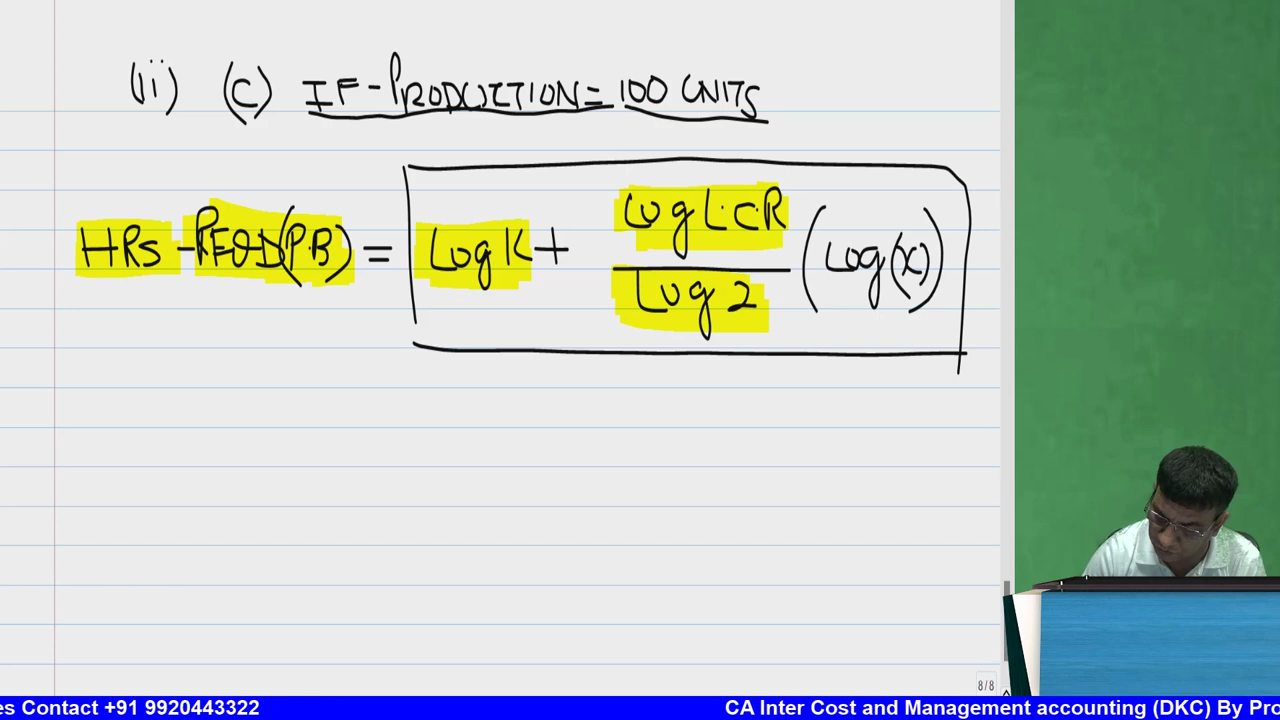 (ii) (C) IF-PRODUCTION = 100 UNITS
HRs-REQD(P.B) = Log K + Log L.C.R / Log 2 (Log(x))
8/8
es Contact +91 9920443322 CA Inter Cost and Management accounting (DKC) By Pro